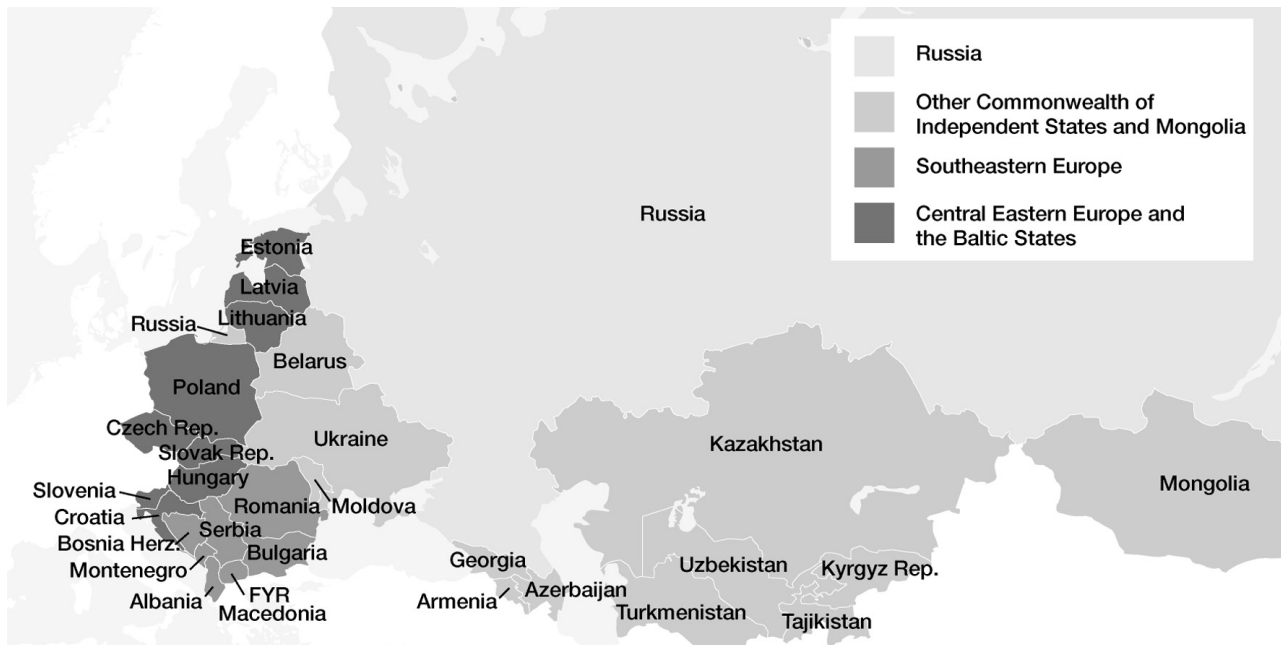 Russia
Other Commonwealth of
Independent States and Mongolia
Southeastern Europe
Central Eastern Europe and
the Baltic States
Russia
Estonia
Latvia
Lithuania
Russia
Belarus
Poland
Czech Rep.
Ukraine
Kazakhstan
Slovak Rep.
Hungary
Mongolia
Slovenia
Romania
Moldova
Croatia
Serbia
Bosnia Herz.
Bulgaria
Georgia
Uzbekistan
Kyrgyz Rep.
Montenegro
Azerbaijan
Armenia
Albania
FYR
Macedonia
Turkmenistan
Tajikistan